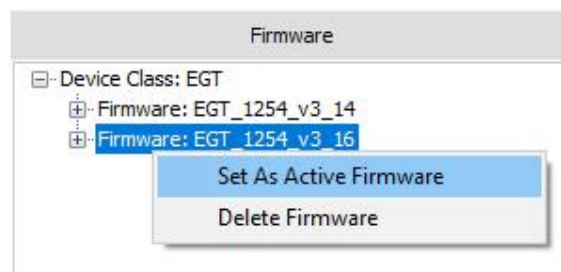 Firmware
Device Class: EGT
Firmware: EGT_1254_v3_14
Firmware: EGT_1254_v3_16
Set As Active Firmware
Delete Firmware